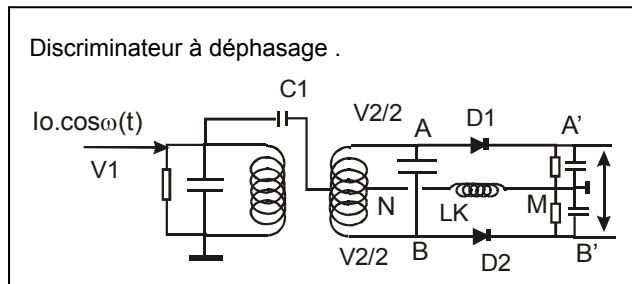 Discriminateur à déphasage .
C1
Io.cosω(t)
V1
V2/2
A
D1
A'
N
LK
M
V2/2
B
D2
B'